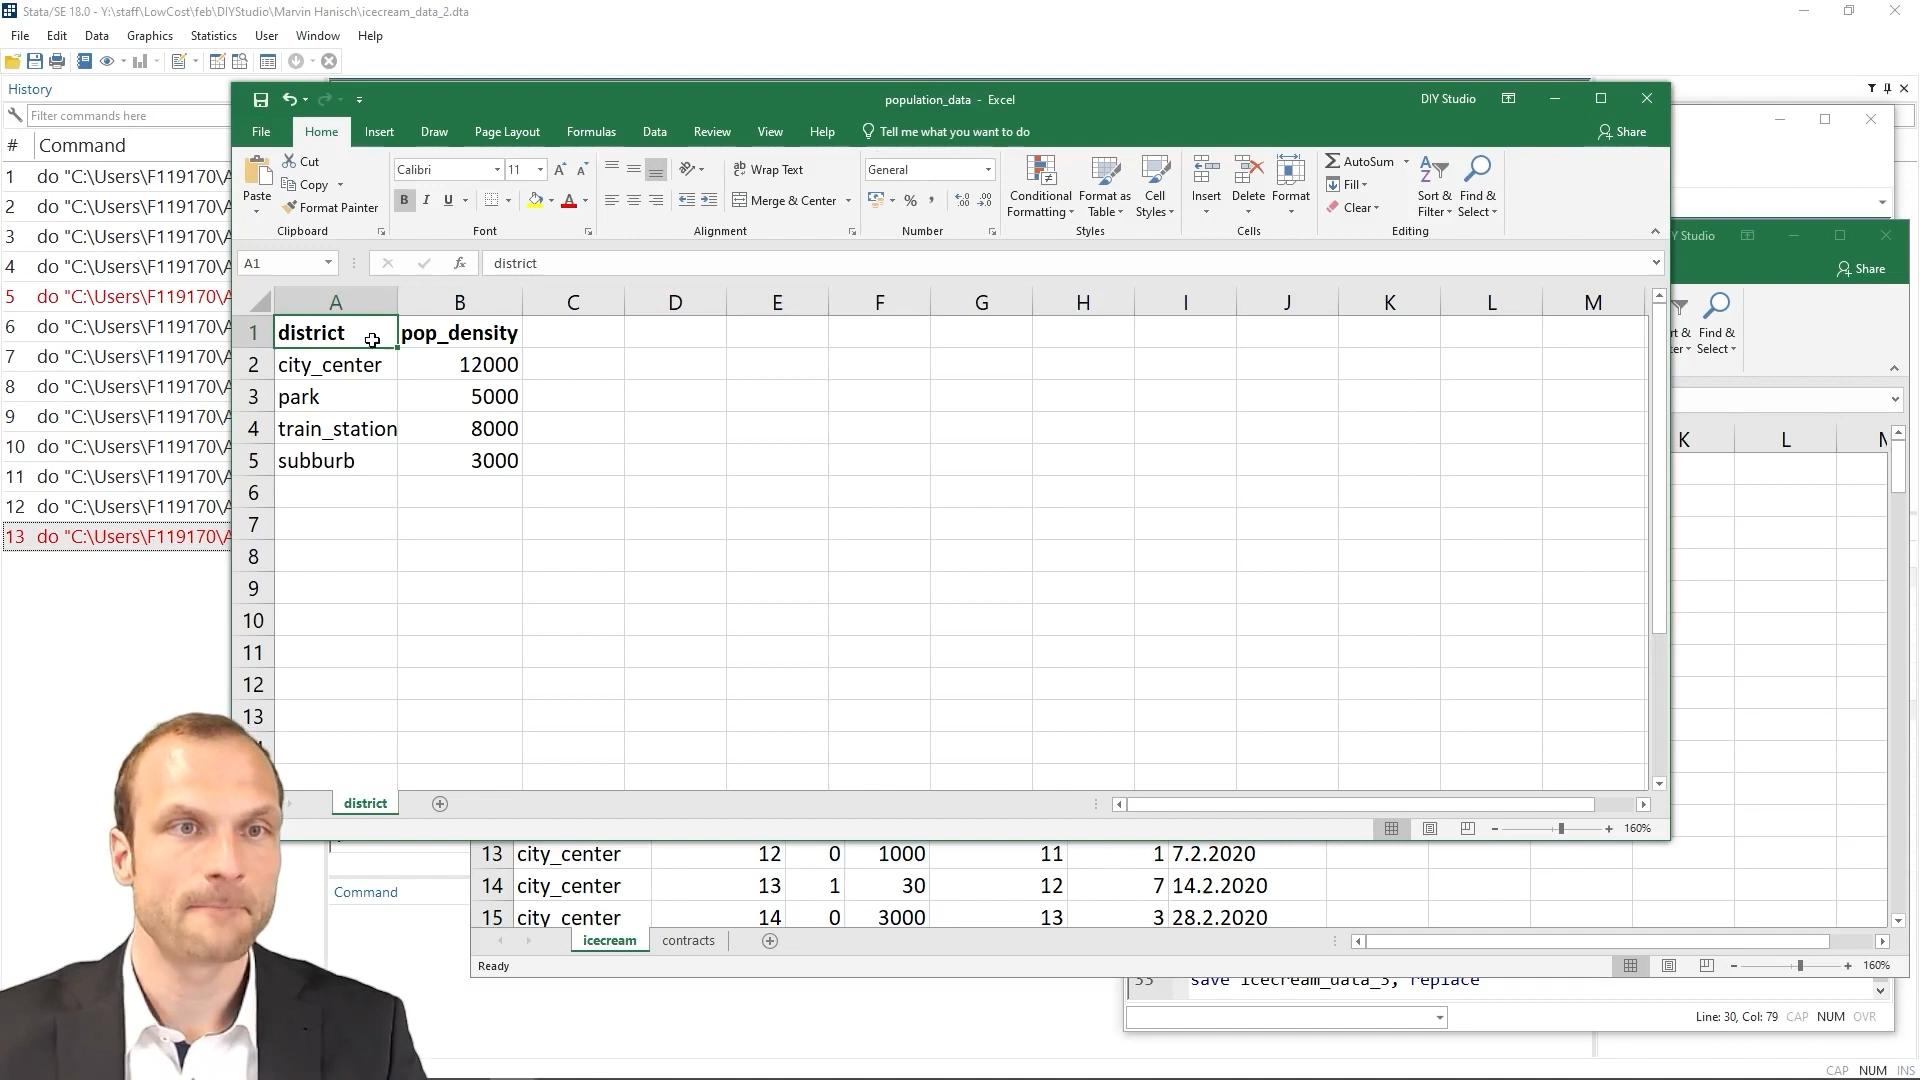 Stata/SE 18.0 - Y:\staff\LowCost\feb\DIYStudio\Marvin Hanisch\icecream_data_2.dta
File Edit Data Graphics Statistics User Window Help
History
Filter commands here
# Command
1 do "C:\Users\F119170\A
2 do "C:\Users\F119170\A
3 do "C:\Users\F119170\A
4 do "C:\Users\F119170\A
5 do "C:\Users\F119170\A
6 do "C:\Users\F119170\A
7 do "C:\Users\F119170\A
8 do "C:\Users\F119170\A
9 do "C:\Users\F119170\A
10 do "C:\Users\F119170\A
11 do "C:\Users\F119170\A
12 do "C:\Users\F119170\A
13 do "C:\Users\F119170\A
population_data - Excel
DIY Studio
File Home Insert Draw Page Layout Formulas Data Review View Help Tell me what you want to do Share
Paste Cut Copy Format Painter
Clipboard
Calibri 11
B I U
Font
Wrap Text
Merge & Center
Alignment
General
%
Number
Conditional Formatting
Format as Table
Cell Styles
Styles
Insert Delete Format
Cells
AutoSum
Fill
Clear
Sort & Filter
Find & Select
Editing
A1 fx district
A B C D E F G H I J K L M
1 district pop_density
2 city_center 12000
3 park 5000
4 train_station 8000
5 subburb 3000
6
7
8
9
10
11
12
13
district
160%
Y Studio
Share
rt & Find &
er Select
K L
13 city_center 12 0 1000 11 1 7.2.2020
14 city_center 13 1 30 12 7 14.2.2020
15 city_center 14 0 3000 13 3 28.2.2020
icecream contracts
Ready
160%
Command
save icecream_data_3, replace
Line: 30, Col: 79 CAP NUM OVR
CAP NUM INS